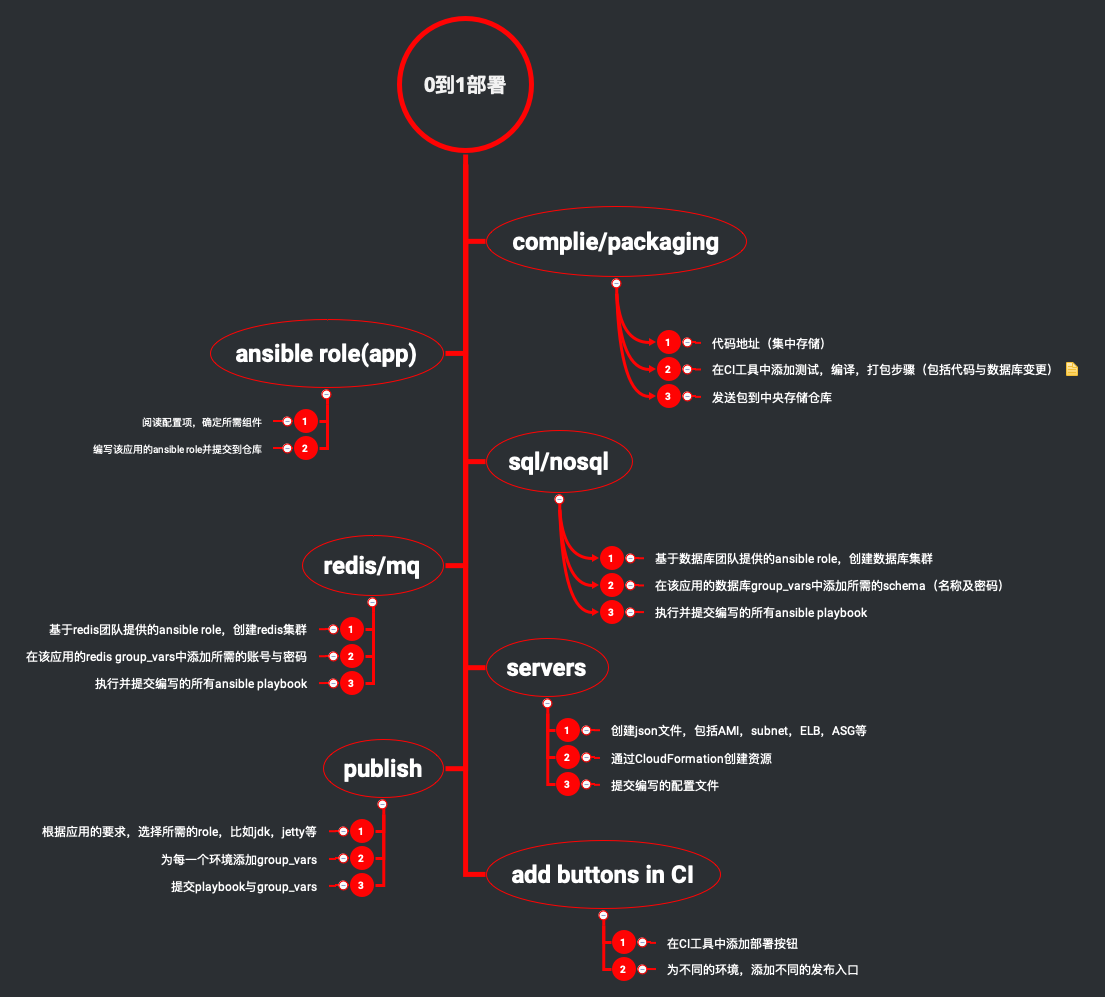 0到1部署
complie/packaging
1 代码地址（集中存储）
2 在CI工具中添加测试，编译，打包步骤（包括代码与数据库变更）
3 发送包到中央存储仓库
ansible role(app)
1 阅读配置项，确定所需组件
2 编写该应用的ansible role并提交到仓库
sql/nosql
1 基于数据库团队提供的ansible role，创建数据库集群
2 在该应用的数据库group_vars中添加所需的schema（名称及密码）
3 执行并提交编写的所有ansible playbook
redis/mq
1 基于redis团队提供的ansible role，创建redis集群
2 在该应用的redis group_vars中添加所需的账号与密码
3 执行并提交编写的所有ansible playbook
servers
1 创建json文件，包括AMI，subnet，ELB，ASG等
2 通过CloudFormation创建资源
3 提交编写的配置文件
publish
1 根据应用的要求，选择所需的role，比如jdk，jetty等
2 为每一个环境添加group_vars
3 提交playbook与group_vars
add buttons in CI
1 在CI工具中添加部署按钮
2 为不同的环境，添加不同的发布入口